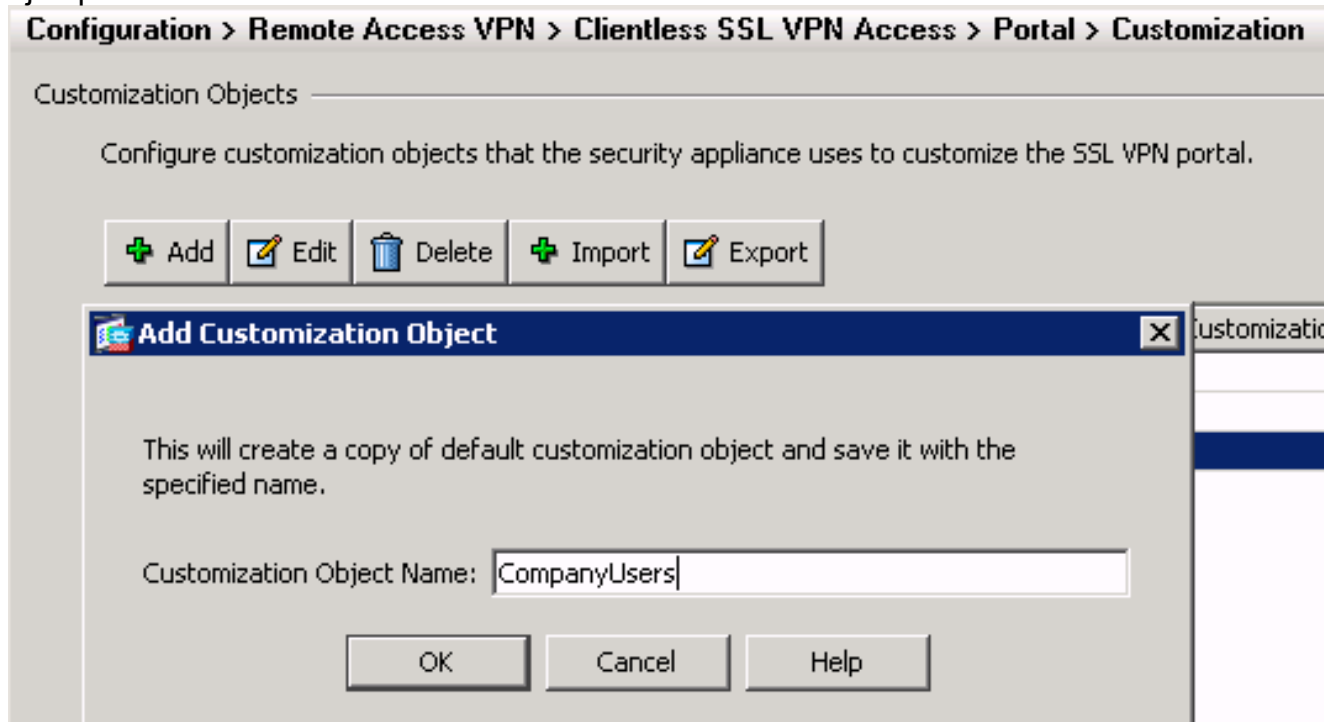 Configuration > Remote Access VPN > Clientless SSL VPN Access > Portal > Customization
Customization Objects
Configure customization objects that the security appliance uses to customize the SSL VPN portal.
Add Edit Delete Import Export
Add Customization Object
This will create a copy of default customization object and save it with the
specified name.
Customization Object Name: CompanyUsers
OK Cancel Help